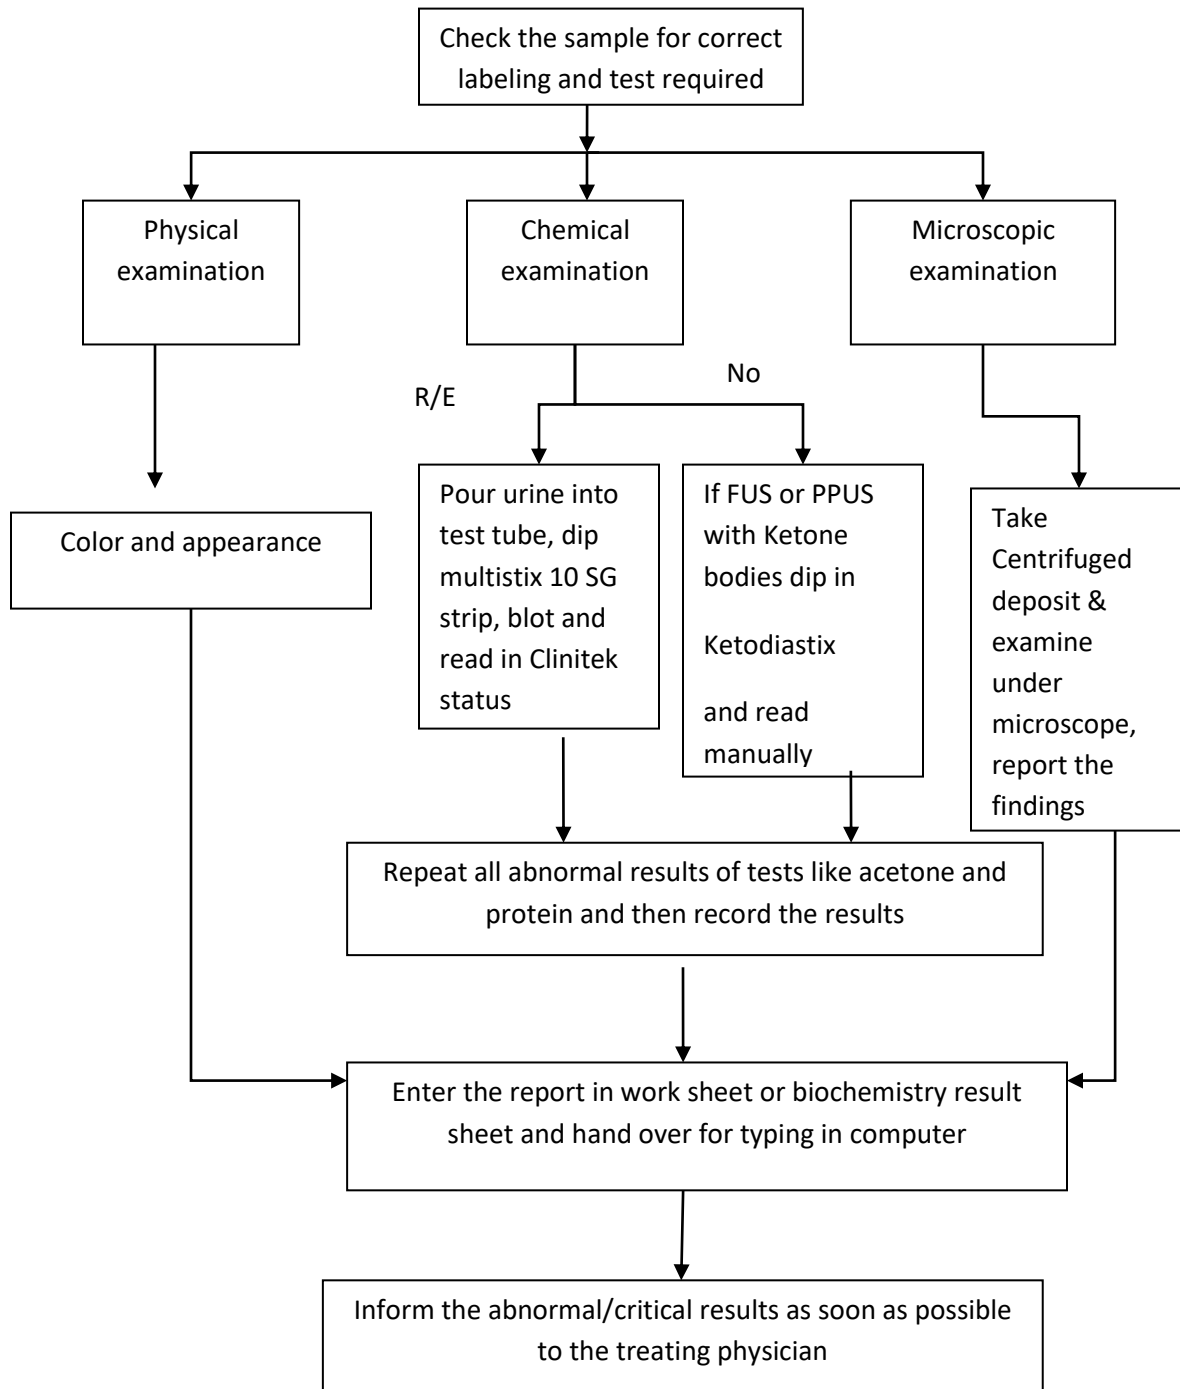 Check the sample for correct
labeling and test required
Physical
examination
Chemical
examination
Microscopic
examination
R/E
No
Color and appearance
Pour urine into
test tube, dip
multistix 10 SG
strip, blot and
read in Clinitek
status
If FUS or PPUS
with Ketone
bodies dip in
Ketodiastix
and read
manually
Take
Centrifuged
deposit &
examine
under
microscope,
report the
findings
Repeat all abnormal results of tests like acetone and
protein and then record the results
Enter the report in work sheet or biochemistry result
sheet and hand over for typing in computer
Inform the abnormal/critical results as soon as possible
to the treating physician